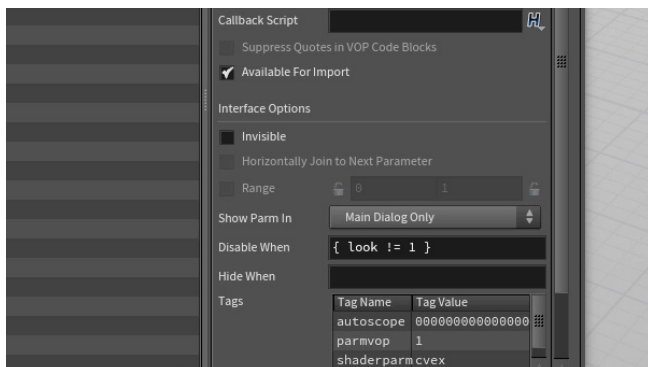 Callback Script
Suppress Quotes in VOP Code Blocks
Available For Import
Interface Options
Invisible
Horizontally Join to Next Parameter
Range 0 1
Show Parm In Main Dialog Only
Disable When { look != 1 }
Hide When
Tags Tag Name Tag Value
autoscope 000000000000000
parmvop 1
shaderparm cvex